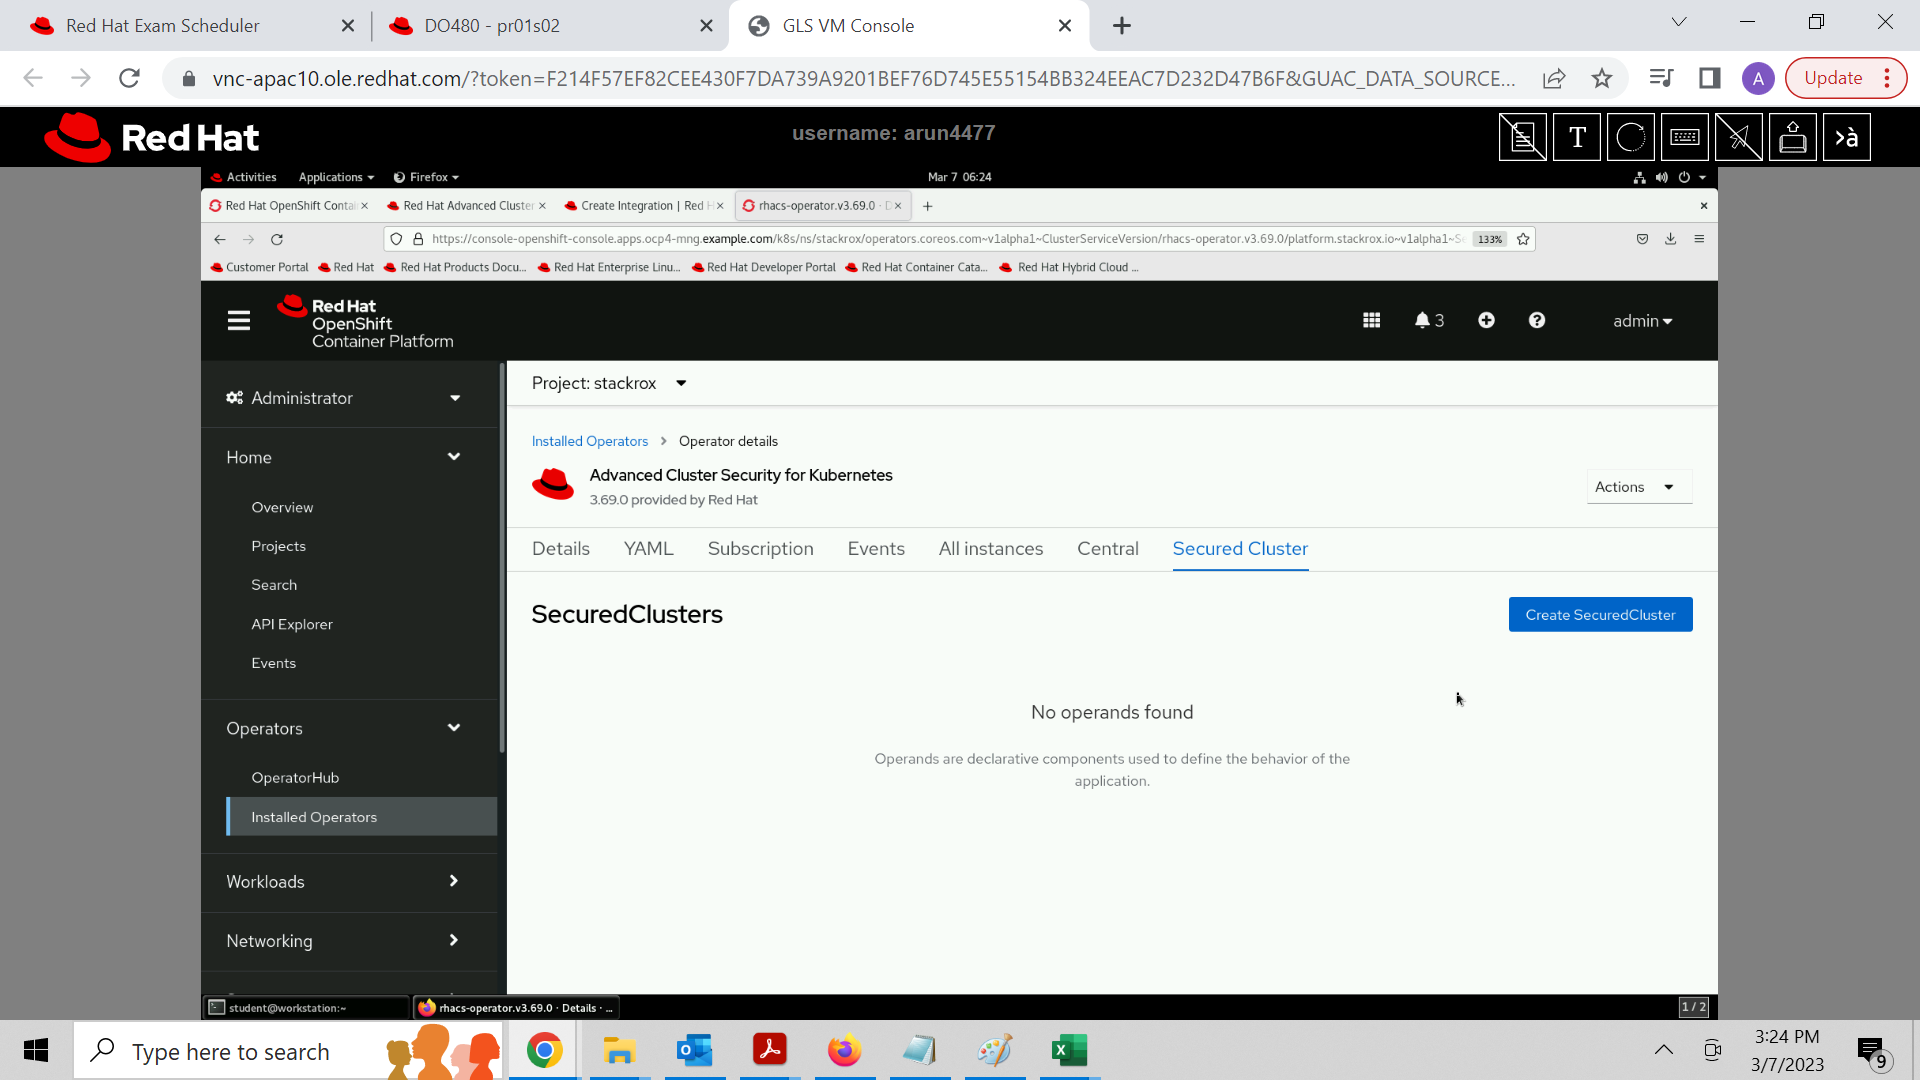 Red Hat Exam Scheduler
DO480 - pr01s02
GLS VM Console
vnc-apac10.ole.redhat.com/?token=F214F57EF82CEE430F7DA739A9201BEF76D745E55154BB324EEAC7D232D47B6F&GUAC_DATA_SOURCE...
A
Update
Red Hat
username: arun4477
T
>à
Activities
Applications
Firefox
Mar 7 06:24
Red Hat OpenShift Contai
Red Hat Advanced Cluster
Create Integration | Red H
rhacs-operator.v3.69.0 · D
https://console-openshift-console.apps.ocp4-mng.example.com/k8s/ns/stackrox/operators.coreos.com~v1alpha1~ClusterServiceVersion/rhacs-operator.v3.69.0/platform.stackrox.io~v1alpha1~Se
133%
Customer Portal
Red Hat
Red Hat Products Docu...
Red Hat Enterprise Linu...
Red Hat Developer Portal
Red Hat Container Cata...
Red Hat Hybrid Cloud ...
Red Hat
OpenShift
Container Platform
3
admin
Administrator
Home
Overview
Projects
Search
API Explorer
Events
Operators
OperatorHub
Installed Operators
Workloads
Networking
Project: stackrox
Installed Operators > Operator details
Advanced Cluster Security for Kubernetes
3.69.0 provided by Red Hat
Actions
Details
YAML
Subscription
Events
All instances
Central
Secured Cluster
SecuredClusters
Create SecuredCluster
No operands found
Operands are declarative components used to define the behavior of the
application.
student@workstation:~
rhacs-operator.v3.69.0 · Details · ...
1 / 2
Type here to search
3:24 PM
3/7/2023
9